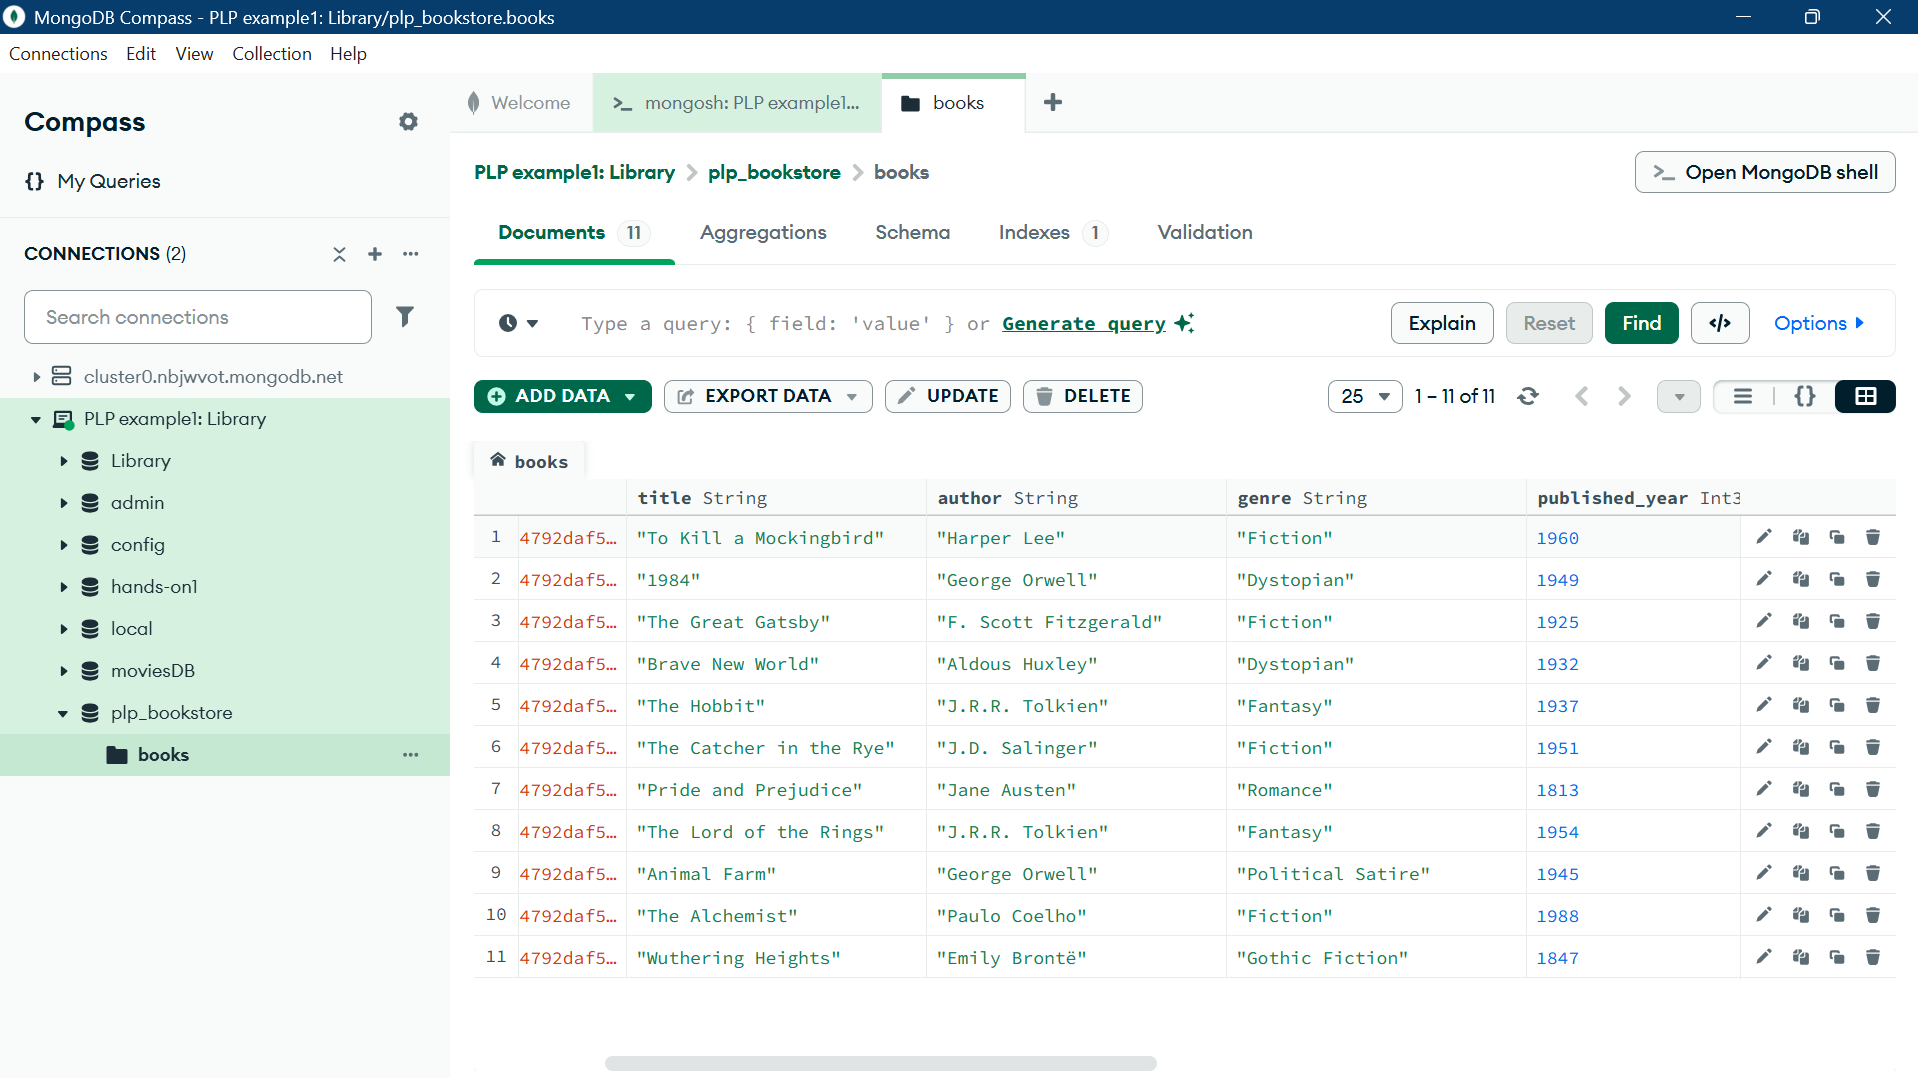 MongoDB Compass - PLP example1: Library/plp_bookstore.books
Connections Edit View Collection Help
Compass
{} My Queries
CONNECTIONS (2)
Search connections
cluster0.nbjwvot.mongodb.net
PLP example1: Library
Library
admin
config
hands-on1
local
moviesDB
plp_bookstore
books
Welcome
>_ mongosh: PLP example1...
books
PLP example1: Library > plp_bookstore > books
>_ Open MongoDB shell
Documents 11 Aggregations Schema Indexes 1 Validation
Type a query: { field: 'value' } or Generate query
Explain Reset Find </> Options
ADD DATA EXPORT DATA UPDATE DELETE 25 1 – 11 of 11 {}
books
title String author String genre String published_year Int3
1 4792daf5… "To Kill a Mockingbird" "Harper Lee" "Fiction" 1960
2 4792daf5… "1984" "George Orwell" "Dystopian" 1949
3 4792daf5… "The Great Gatsby" "F. Scott Fitzgerald" "Fiction" 1925
4 4792daf5… "Brave New World" "Aldous Huxley" "Dystopian" 1932
5 4792daf5… "The Hobbit" "J.R.R. Tolkien" "Fantasy" 1937
6 4792daf5… "The Catcher in the Rye" "J.D. Salinger" "Fiction" 1951
7 4792daf5… "Pride and Prejudice" "Jane Austen" "Romance" 1813
8 4792daf5… "The Lord of the Rings" "J.R.R. Tolkien" "Fantasy" 1954
9 4792daf5… "Animal Farm" "George Orwell" "Political Satire" 1945
10 4792daf5… "The Alchemist" "Paulo Coelho" "Fiction" 1988
11 4792daf5… "Wuthering Heights" "Emily Brontë" "Gothic Fiction" 1847